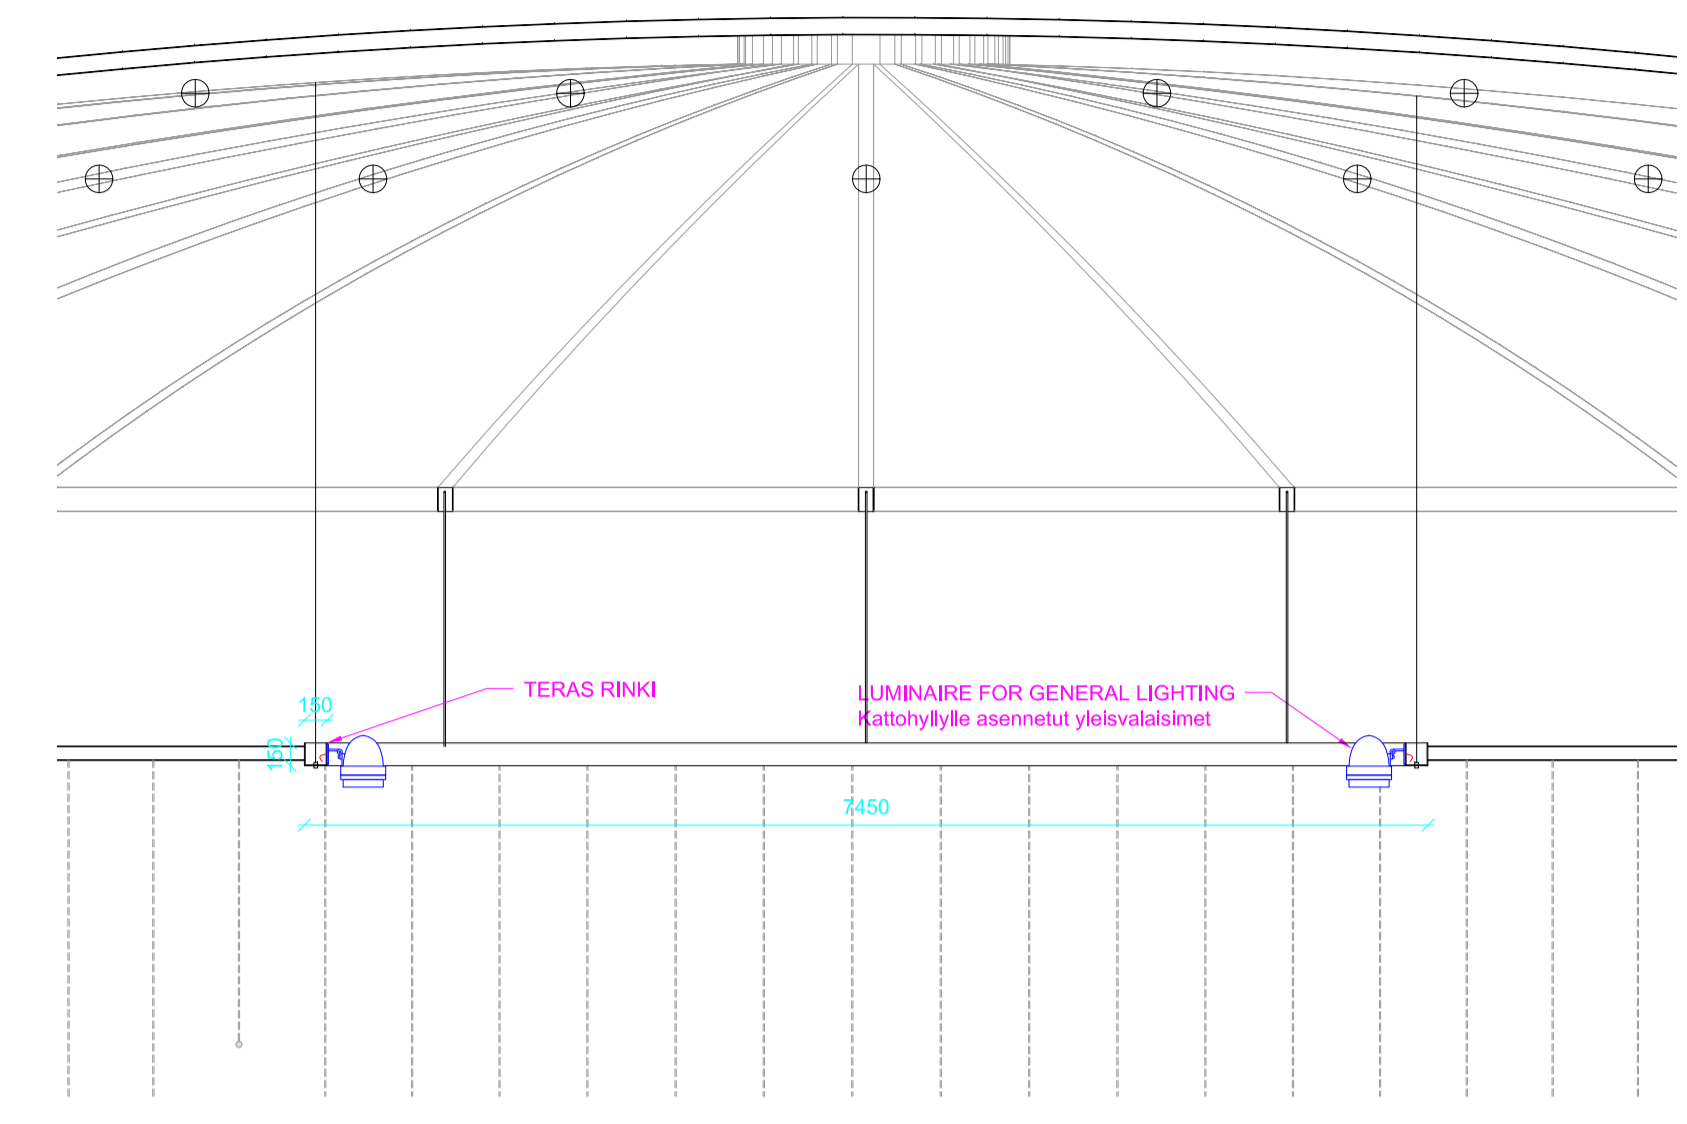 TERAS RINKI
LUMINAIRE FOR GENERAL LIGHTING
Kattohyllylle asennetut yleisvalaisimet
150
150
7450